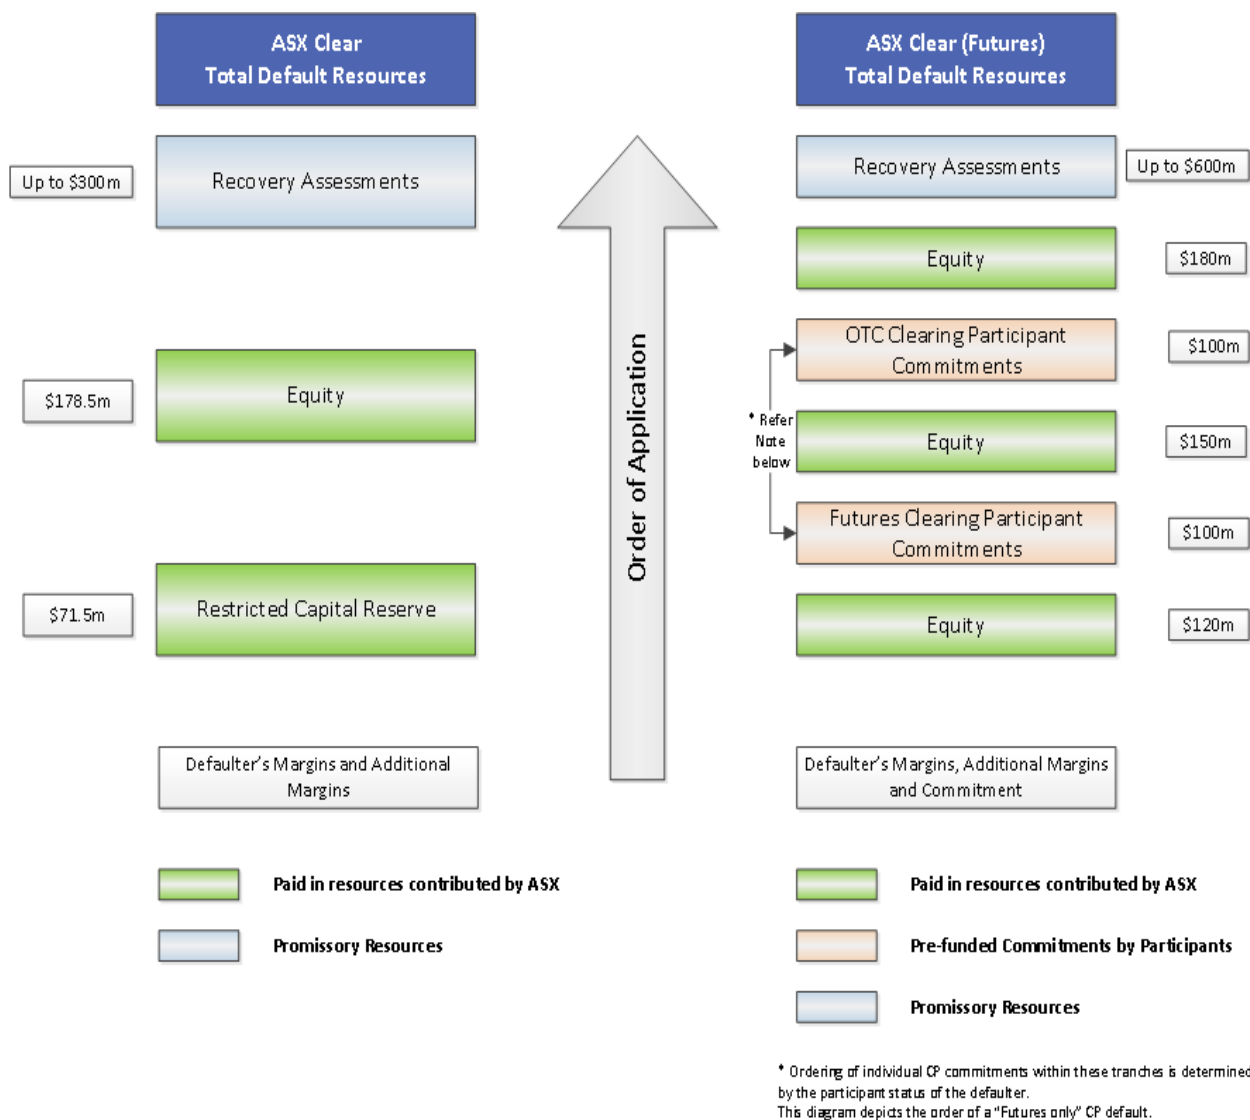 ASX Clear
Total Default Resources
Up to $300m
Recovery Assessments
$178.5m
Equity
$71.5m
Restricted Capital Reserve
Defaulter's Margins and Additional
Margins
Paid in resources contributed by ASX
Promissory Resources
Order of Application
ASX Clear (Futures)
Total Default Resources
Recovery Assessments
Up to $600m
Equity
$180m
OTC Clearing Participant
Commitments
$100m
* Refer
Note
below
Equity
$150m
Futures Clearing Participant
Commitments
$100m
Equity
$120m
Defaulter's Margins, Additional Margins
and Commitment
Paid in resources contributed by ASX
Pre-funded Commitments by Participants
Promissory Resources
* Ordering of individual CP commitments within these tranches is determined
by the participant status of the defaulter.
This diagram depicts the order of a "Futures only" CP default.